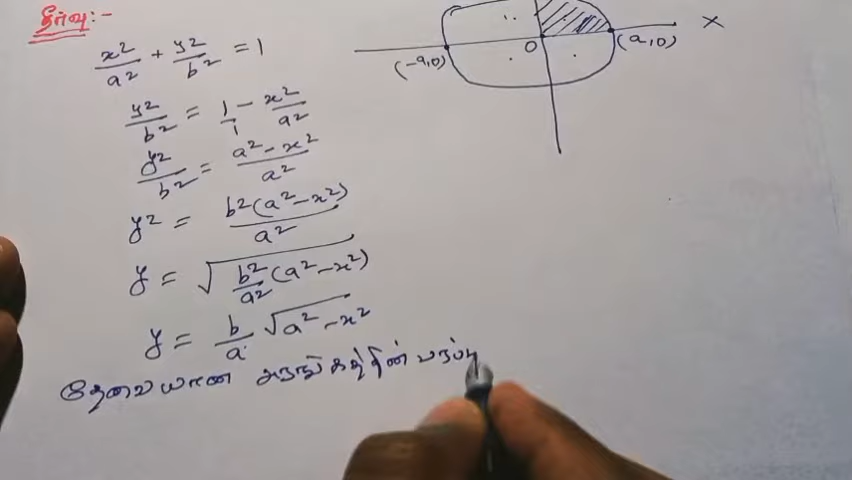 தீர்வு:-
x²/a² + y²/b² = 1
y²/b² = 1/1 - x²/a²
y²/b² = a² - x²/a²
y² = b²(a² - x²)/a²
y = √b²/a² (a² - x²)
y = b/a √a² - x²
தேவையான அரங்கத்தின் பரப்பு
x
0
(a,0)
(-a,0)